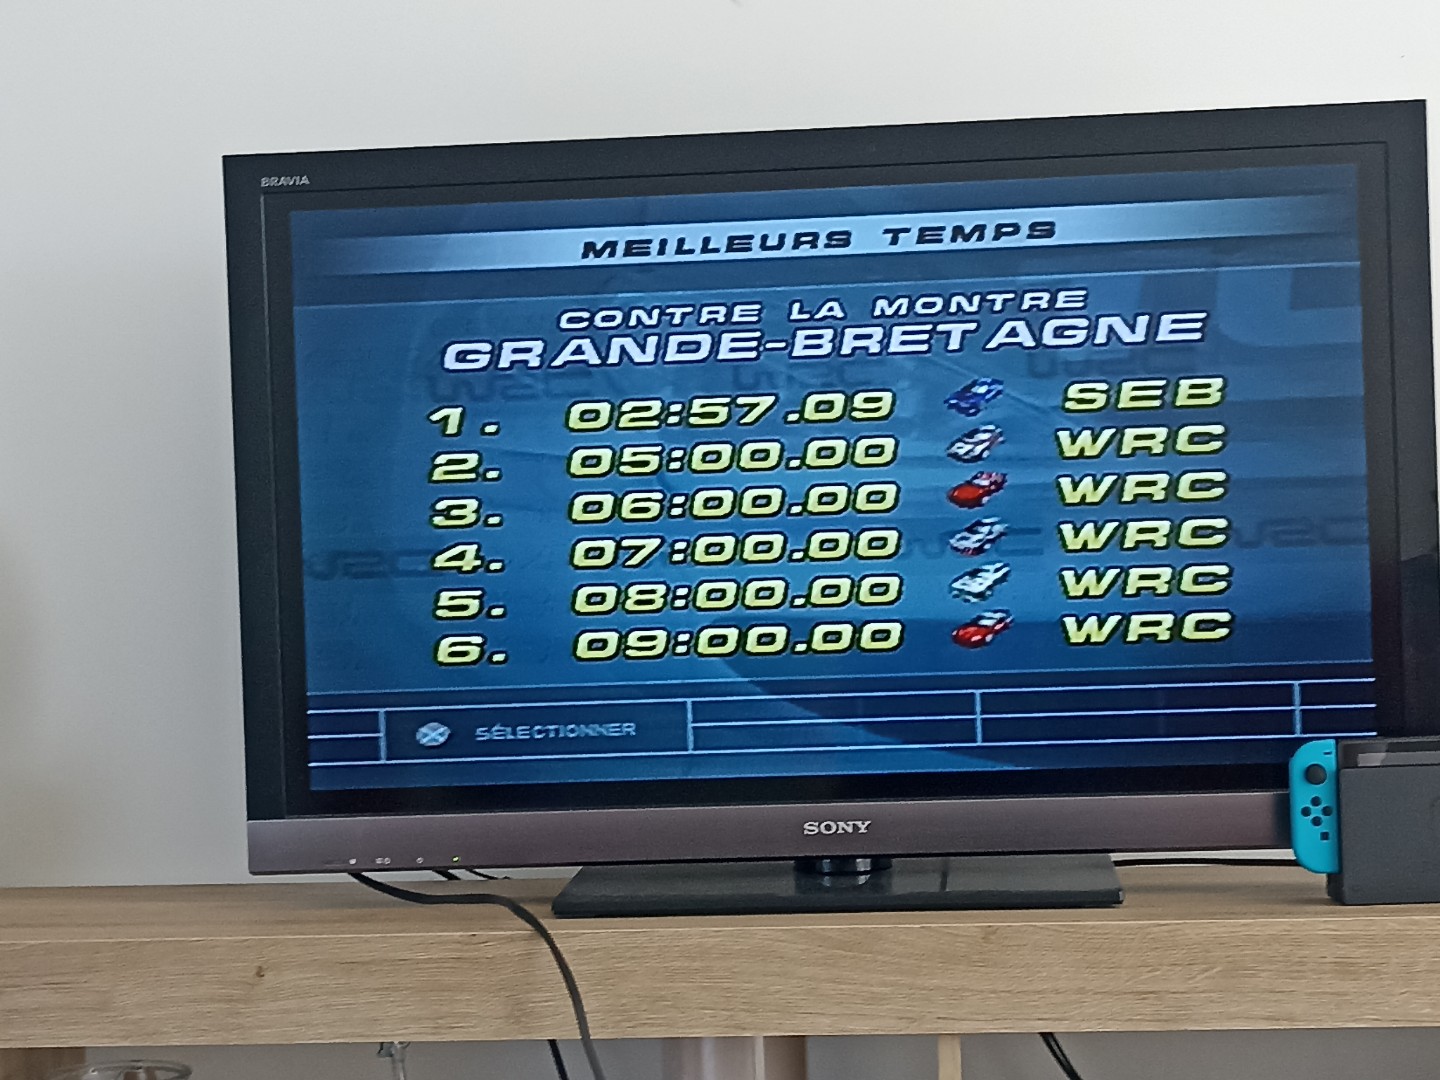 BRAVIA
MEILLEURS TEMPS
CONTRE LA MONTRE
GRANDE-BRETAGNE
1. 02:57.09 SEB
2. 05:00.00 WRC
3. 06:00.00 WRC
4. 07:00.00 WRC
5. 08:00.00 WRC
6. 09:00.00 WRC
SÉLECTIONNER
SONY